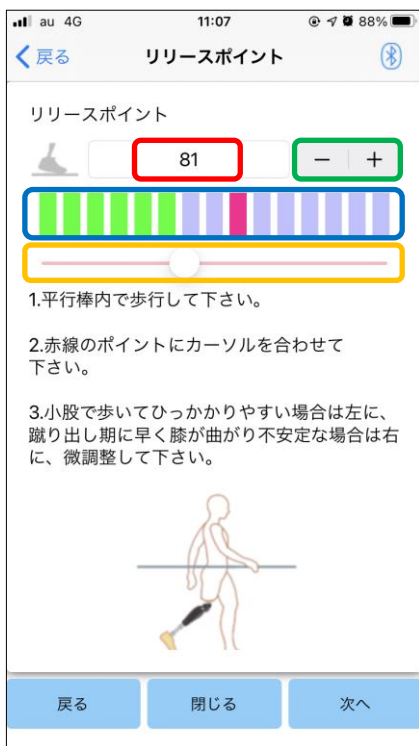 au 4G 11:07 88%
戻る リリースポイント
リリースポイント
81 − +
1.平行棒内で歩行して下さい。
2.赤線のポイントにカーソルを合わせて
下さい。
3.小股で歩いてひっかかりやすい場合は左に、
蹴り出し期に早く膝が曲がり不安定な場合は右
に、微調整して下さい。
戻る 閉じる 次へ